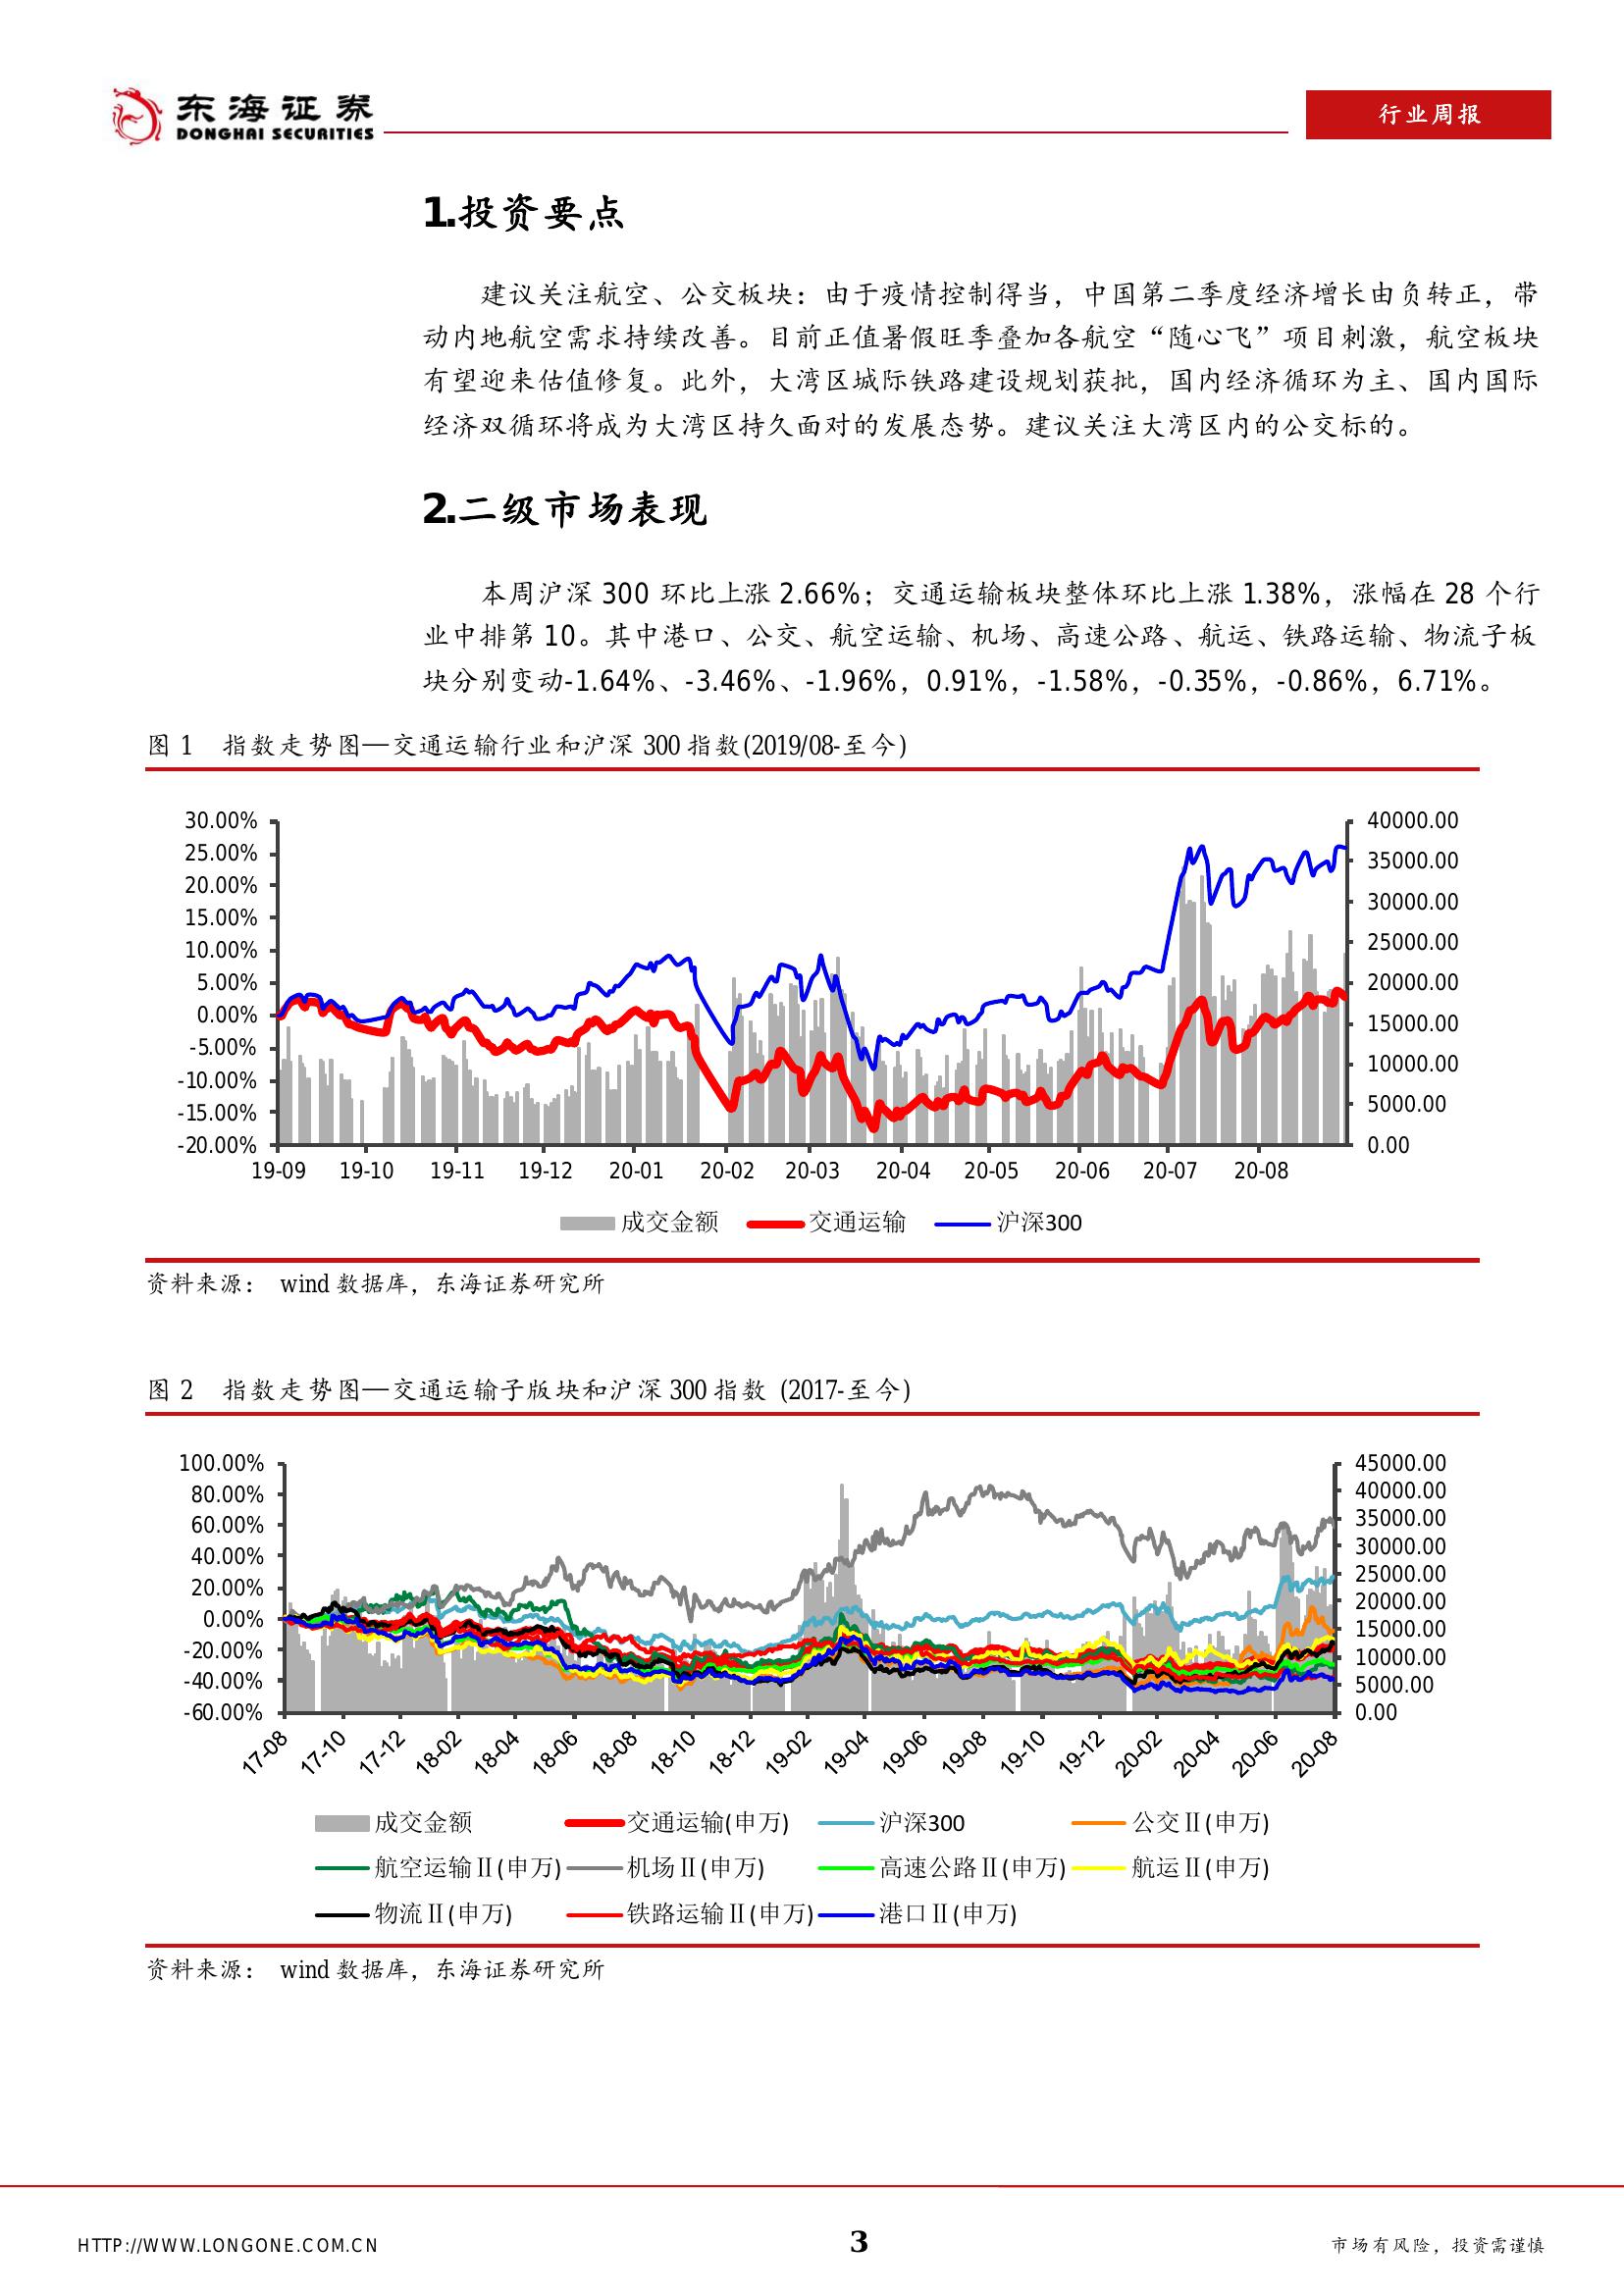 东海证券
DONGHAI SECURITIES
行业周报
1.投资要点
建议关注航空、公交板块：由于疫情控制得当，中国第二季度经济增长由负转正，带
动内地航空需求持续改善。目前正值暑假旺季叠加各航空“随心飞”项目刺激，航空板块
有望迎来估值修复。此外，大湾区城际铁路建设规划获批，国内经济循环为主、国内国际
经济双循环将成为大湾区持久面对的发展态势。建议关注大湾区内的公交标的。
2.二级市场表现
本周沪深 300 环比上涨 2.66%；交通运输板块整体环比上涨 1.38%，涨幅在 28 个行
业中排第 10。其中港口、公交、航空运输、机场、高速公路、航运、铁路运输、物流子板
块分别变动-1.64%、-3.46%、-1.96%，0.91%，-1.58%，-0.35%，-0.86%，6.71%。
图 1 指数走势图—交通运输行业和沪深 300 指数(2019/08-至今)
30.00% 40000.00
25.00% 35000.00
20.00% 30000.00
15.00% 25000.00
10.00% 20000.00
5.00%
0.00% 15000.00
-5.00% 10000.00
-10.00%
-15.00% 5000.00
-20.00% 0.00
19-09 19-10 19-11 19-12 20-01 20-02 20-03 20-04 20-05 20-06 20-07 20-08
成交金额 交通运输 沪深300
资料来源： wind 数据库，东海证券研究所
图 2 指数走势图—交通运输子版块和沪深 300 指数 (2017-至今)
100.00% 45000.00
80.00% 40000.00
60.00% 35000.00
40.00% 30000.00
20.00% 25000.00
0.00% 20000.00
-20.00% 15000.00
-40.00% 10000.00
-60.00% 5000.00
0.00
17-08 17-10 17-12 18-02 18-04 18-06 18-08 18-10 18-12 19-02 19-04 19-06 19-08 19-10 19-12 20-02 20-04 20-06 20-08
成交金额 交通运输(申万) 沪深300 公交Ⅱ(申万)
航空运输Ⅱ(申万) 机场Ⅱ(申万) 高速公路Ⅱ(申万) 航运Ⅱ(申万)
物流Ⅱ(申万) 铁路运输Ⅱ(申万) 港口Ⅱ(申万)
资料来源： wind 数据库，东海证券研究所
HTTP://WWW.LONGONE.COM.CN 3 市场有风险，投资需谨慎